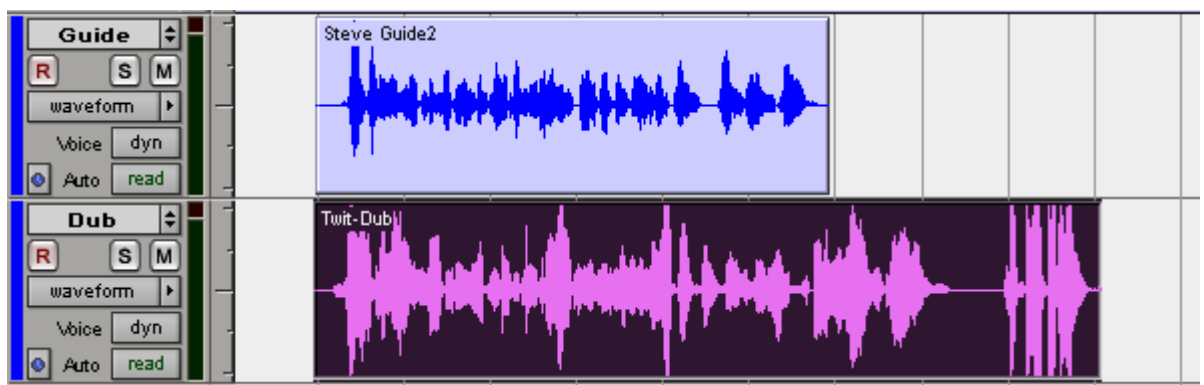 Guide
R S M
waveform
Voice dyn
Auto read
Steve Guide2
Dub
R S M
waveform
Voice dyn
Auto read
Twit-Dub